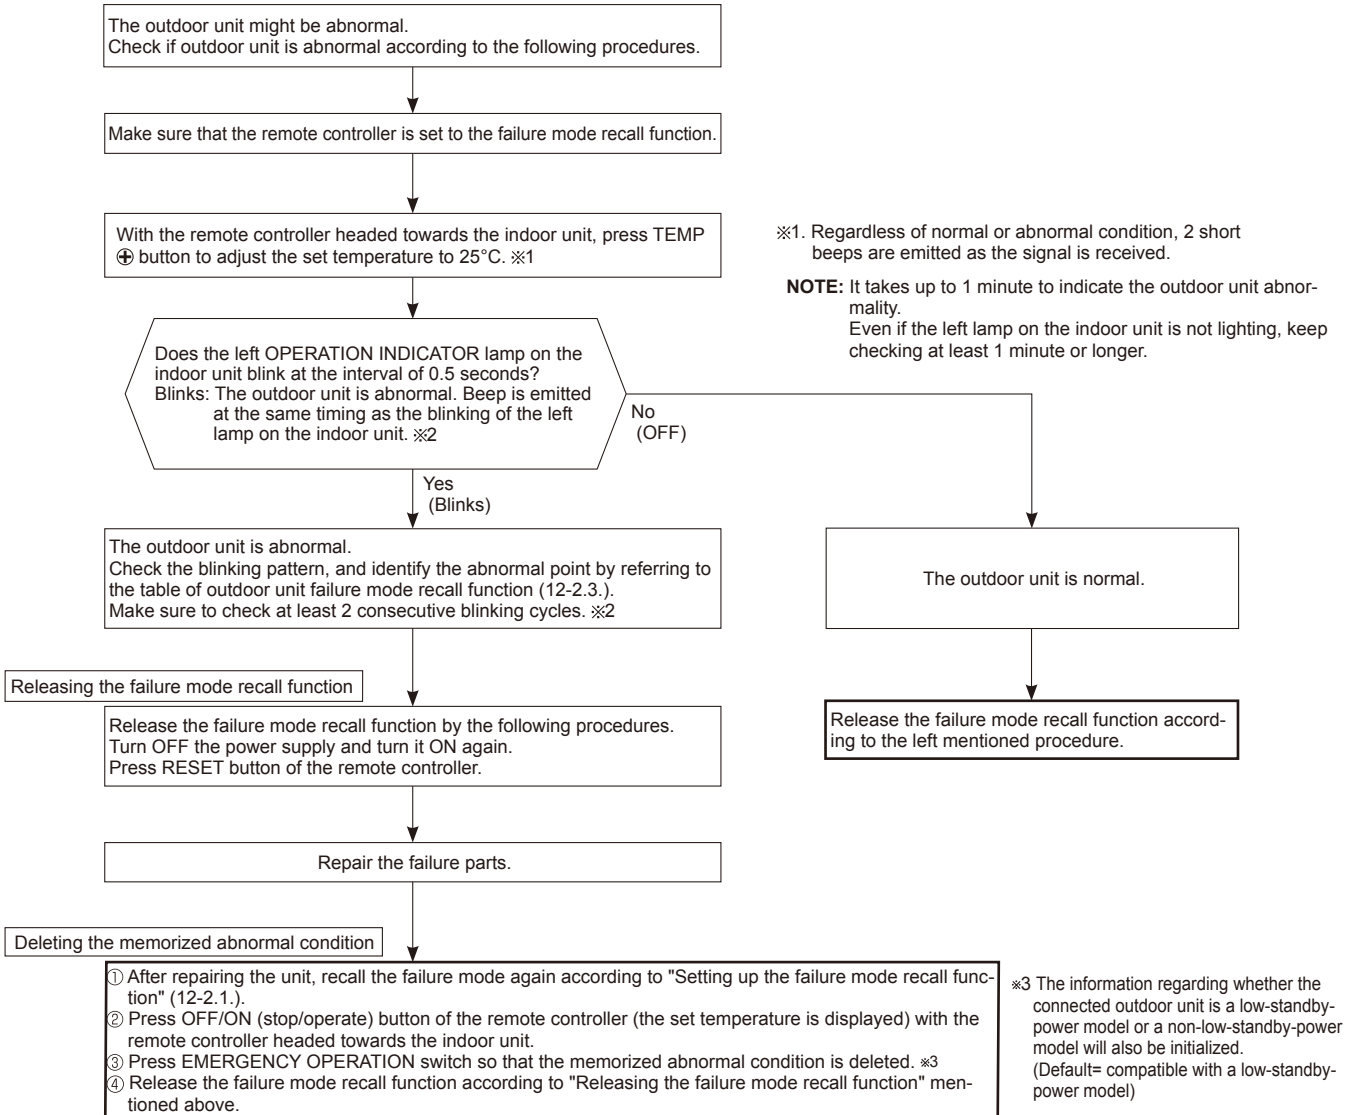 The outdoor unit might be abnormal.
Check if outdoor unit is abnormal according to the following procedures.
Make sure that the remote controller is set to the failure mode recall function.
With the remote controller headed towards the indoor unit, press TEMP
⊕ button to adjust the set temperature to 25°C. ※1
※1. Regardless of normal or abnormal condition, 2 short
beeps are emitted as the signal is received.
NOTE: It takes up to 1 minute to indicate the outdoor unit abnor-
mality.
Even if the left lamp on the indoor unit is not lighting, keep
checking at least 1 minute or longer.
Does the left OPERATION INDICATOR lamp on the
indoor unit blink at the interval of 0.5 seconds?
Blinks: The outdoor unit is abnormal. Beep is emitted
at the same timing as the blinking of the left
lamp on the indoor unit. ※2
No
(OFF)
Yes
(Blinks)
The outdoor unit is abnormal.
Check the blinking pattern, and identify the abnormal point by referring to
the table of outdoor unit failure mode recall function (12-2.3.).
Make sure to check at least 2 consecutive blinking cycles. ※2
The outdoor unit is normal.
Releasing the failure mode recall function
Release the failure mode recall function by the following procedures.
Turn OFF the power supply and turn it ON again.
Press RESET button of the remote controller.
Release the failure mode recall function accord-
ing to the left mentioned procedure.
Repair the failure parts.
Deleting the memorized abnormal condition
① After repairing the unit, recall the failure mode again according to "Setting up the failure mode recall func-
tion" (12-2.1.).
② Press OFF/ON (stop/operate) button of the remote controller (the set temperature is displayed) with the
remote controller headed towards the indoor unit.
③ Press EMERGENCY OPERATION switch so that the memorized abnormal condition is deleted. ※3
④ Release the failure mode recall function according to "Releasing the failure mode recall function" men-
tioned above.
※3 The information regarding whether the
connected outdoor unit is a low-standby-
power model or a non-low-standby-power
model will also be initialized.
(Default= compatible with a low-standby-
power model)